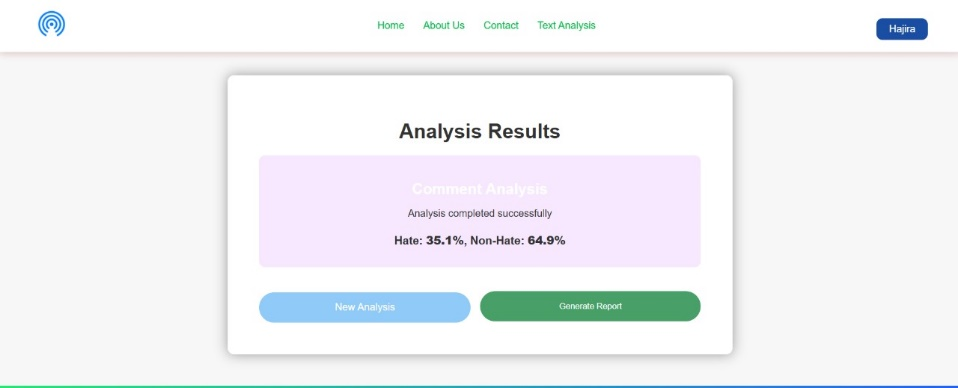 Home About Us Contact Text Analysis
Hajira
Analysis Results
Comment Analysis
Analysis completed successfully
Hate: 35.1%, Non-Hate: 64.9%
New Analysis
Generate Report